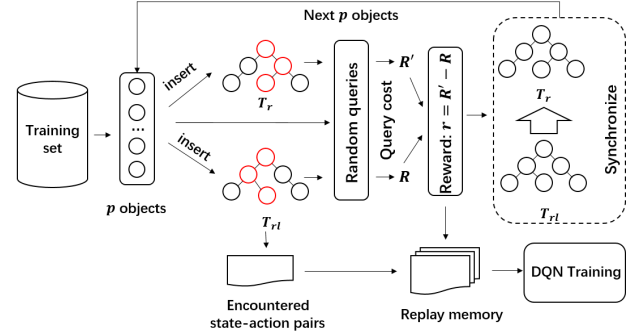 Next p objects
Training
set
...
p objects
insert
insert
T_r
T_rl
Random queries
Query cost
R′
R
Reward: r = R′ − R
T_r
T_rl
Synchronize
Encountered
state-action pairs
Replay memory
DQN Training